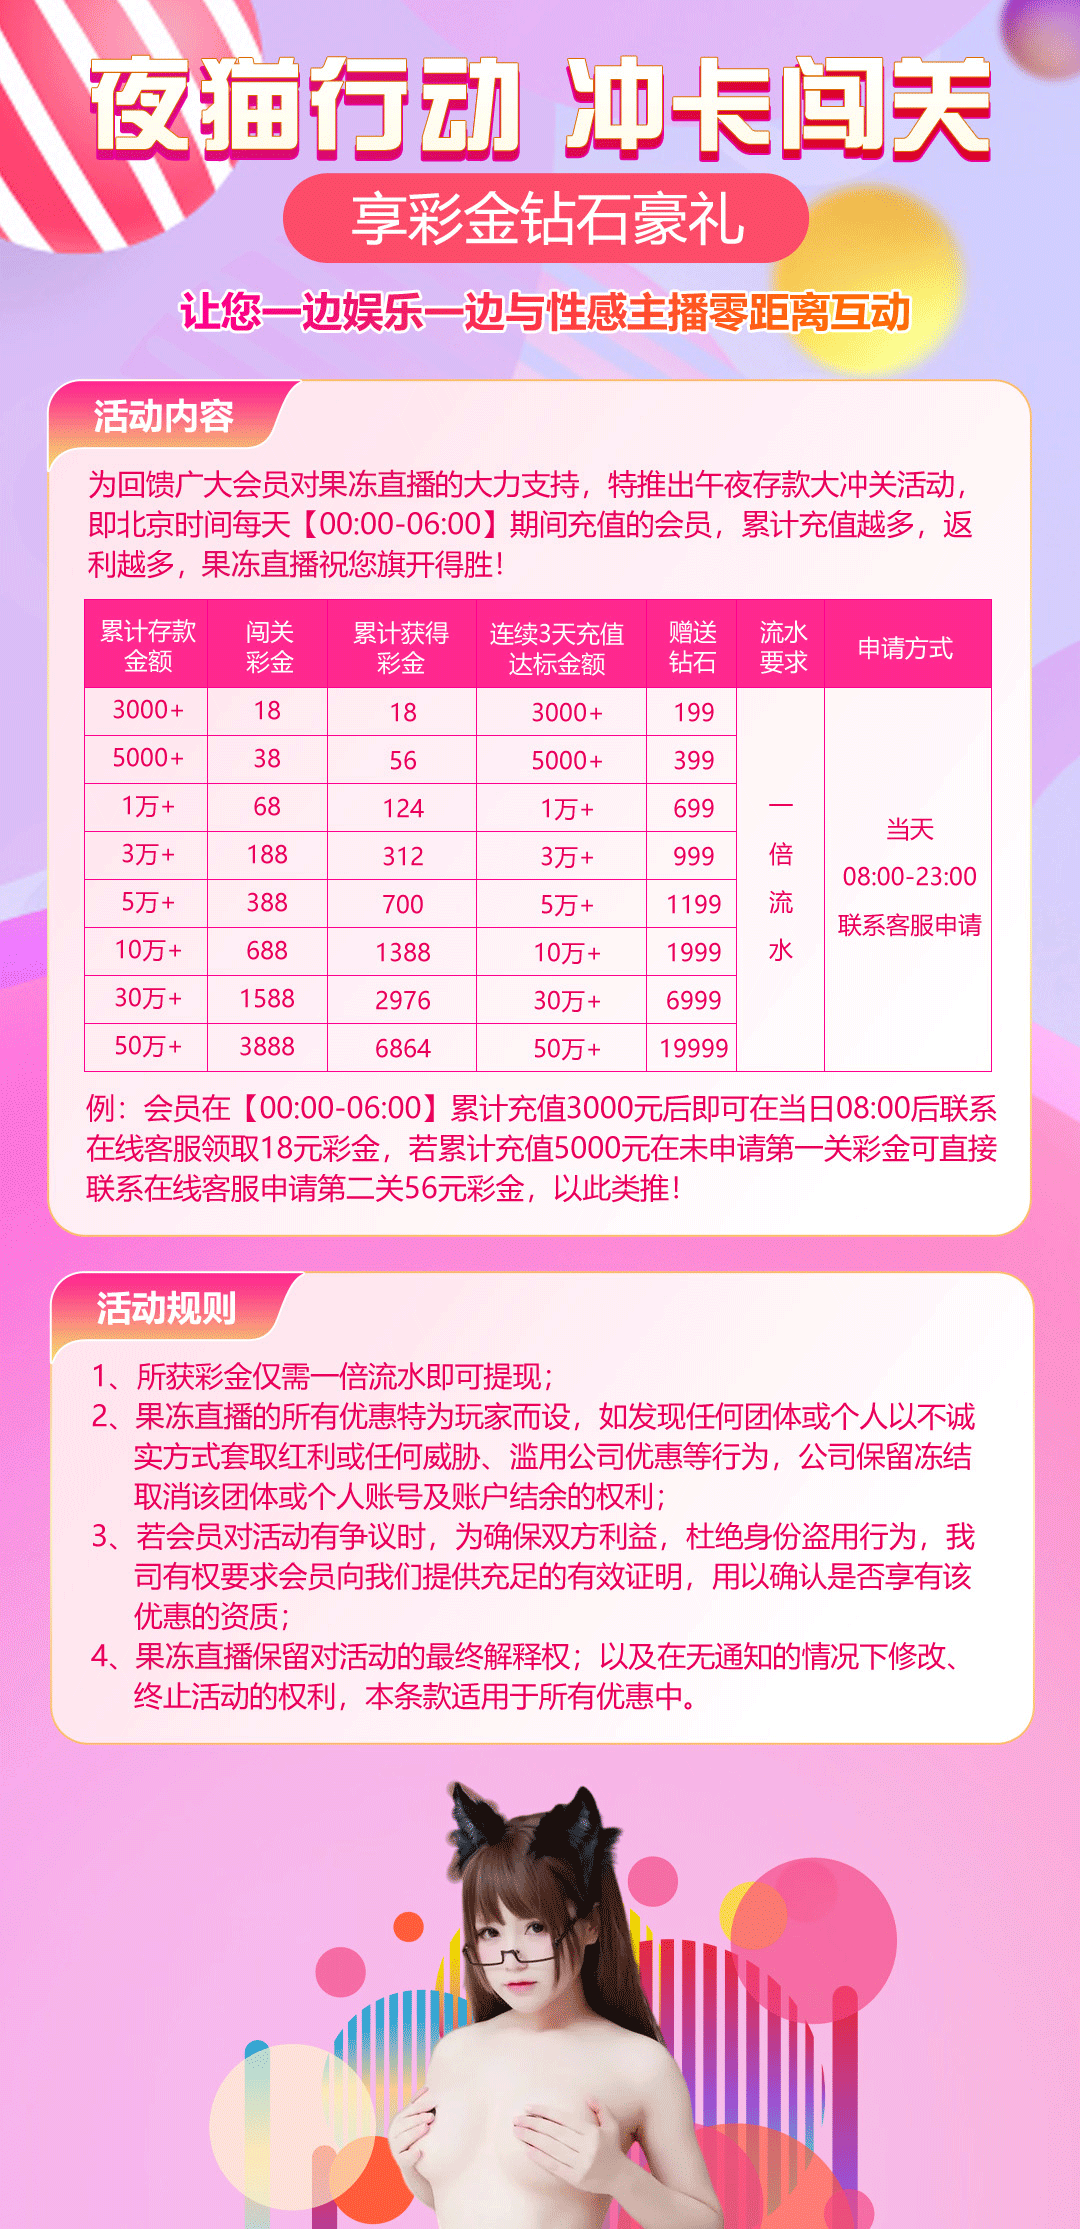 夜猫行动 冲卡闯关
享彩金钻石豪礼
让您一边娱乐一边与性感主播零距离互动
活动内容
为回馈广大会员对果冻直播的大力支持，特推出午夜存款大冲关活动，
即北京时间每天【00:00-06:00】期间充值的会员，累计充值越多，返
利越多，果冻直播祝您旗开得胜！
累计存款金额 闯关彩金 累计获得彩金 连续3天充值达标金额 赠送钻石 流水要求 申请方式
3000+ 18 18 3000+ 199
5000+ 38 56 5000+ 399
1万+ 68 124 1万+ 699
3万+ 188 312 3万+ 999
5万+ 388 700 5万+ 1199
10万+ 688 1388 10万+ 1999
30万+ 1588 2976 30万+ 6999
50万+ 3888 6864 50万+ 19999
一倍流水
当天
08:00-23:00
联系客服申请
例：会员在【00:00-06:00】累计充值3000元后即可在当日08:00后联系
在线客服领取18元彩金，若累计充值5000元在未申请第一关彩金可直接
联系在线客服申请第二关56元彩金，以此类推！
活动规则
1、所获彩金仅需一倍流水即可提现；
2、果冻直播的所有优惠特为玩家而设，如发现任何团体或个人以不诚
实方式套取红利或任何威胁、滥用公司优惠等行为，公司保留冻结
取消该团体或个人账号及账户结余的权利；
3、若会员对活动有争议时，为确保双方利益，杜绝身份盗用行为，我
司有权要求会员向我们提供充足的有效证明，用以确认是否享有该
优惠的资质；
4、果冻直播保留对活动的最终解释权；以及在无通知的情况下修改、
终止活动的权利，本条款适用于所有优惠中。